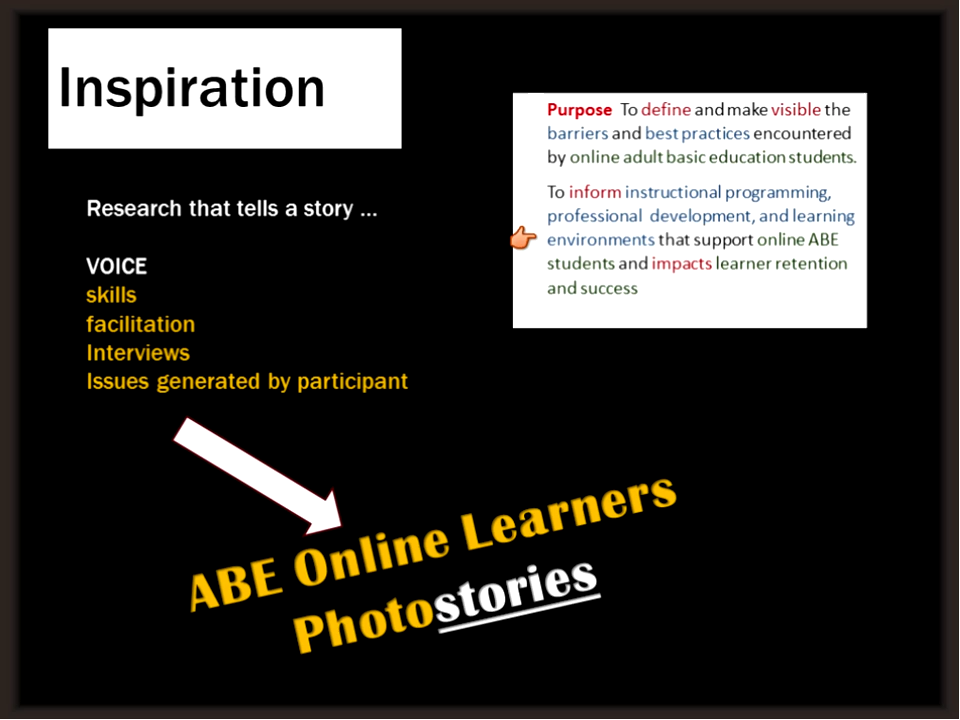 Inspiration
Research that tells a story ...
VOICE
skills
facilitation
Interviews
Issues generated by participant
Purpose To define and make visible the
barriers and best practices encountered
by online adult basic education students.
To inform instructional programming,
professional development, and learning
environments that support online ABE
students and impacts learner retention
and success
ABE Online Learners
Photostories